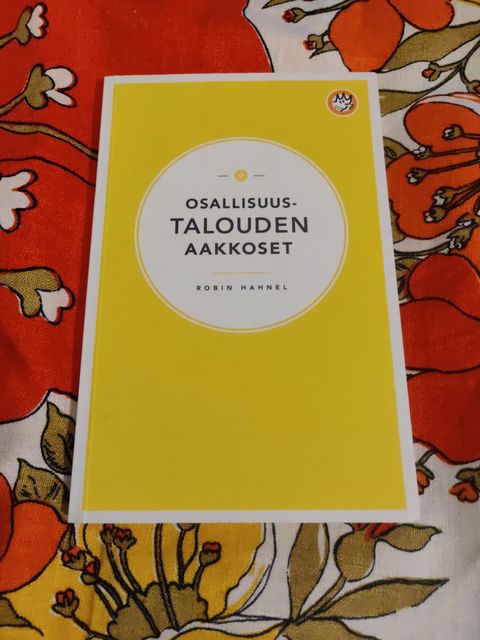 OSALLISUUS-
TALOUDEN
AAKKOSET
ROBIN HAHNEL